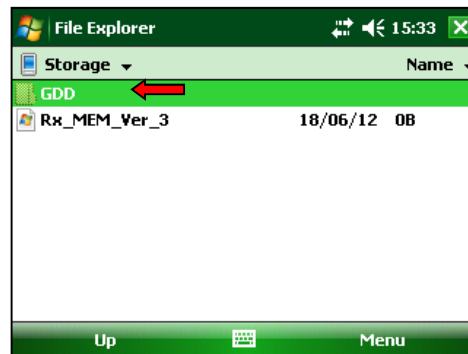 File Explorer 15:33
Storage Name
GDD
Rx_MEM_Ver_3 18/06/12 0B
Up Menu